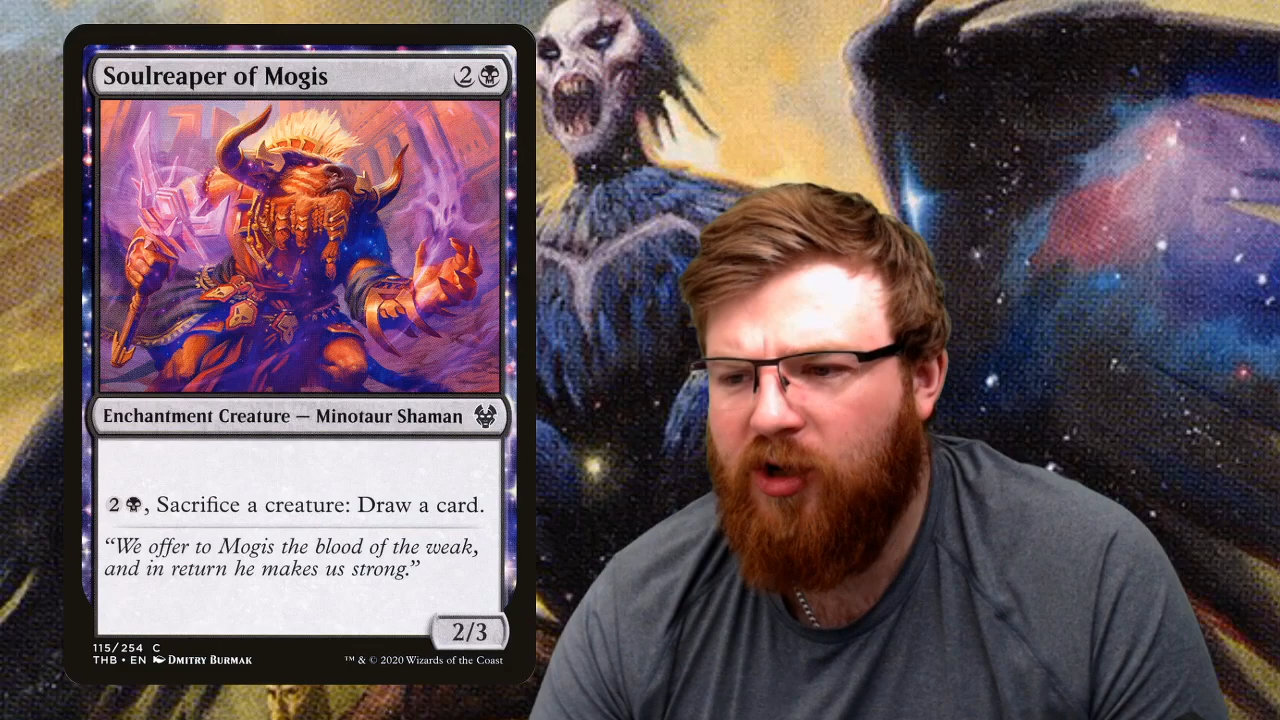 Soulreaper of Mogis 2
Enchantment Creature — Minotaur Shaman
2, Sacrifice a creature: Draw a card.
“We offer to Mogis the blood of the weak,
and in return he makes us strong.”
2/3
115/254 C
THB • EN Dmitry Burmak
™ & © 2020 Wizards of the Coast